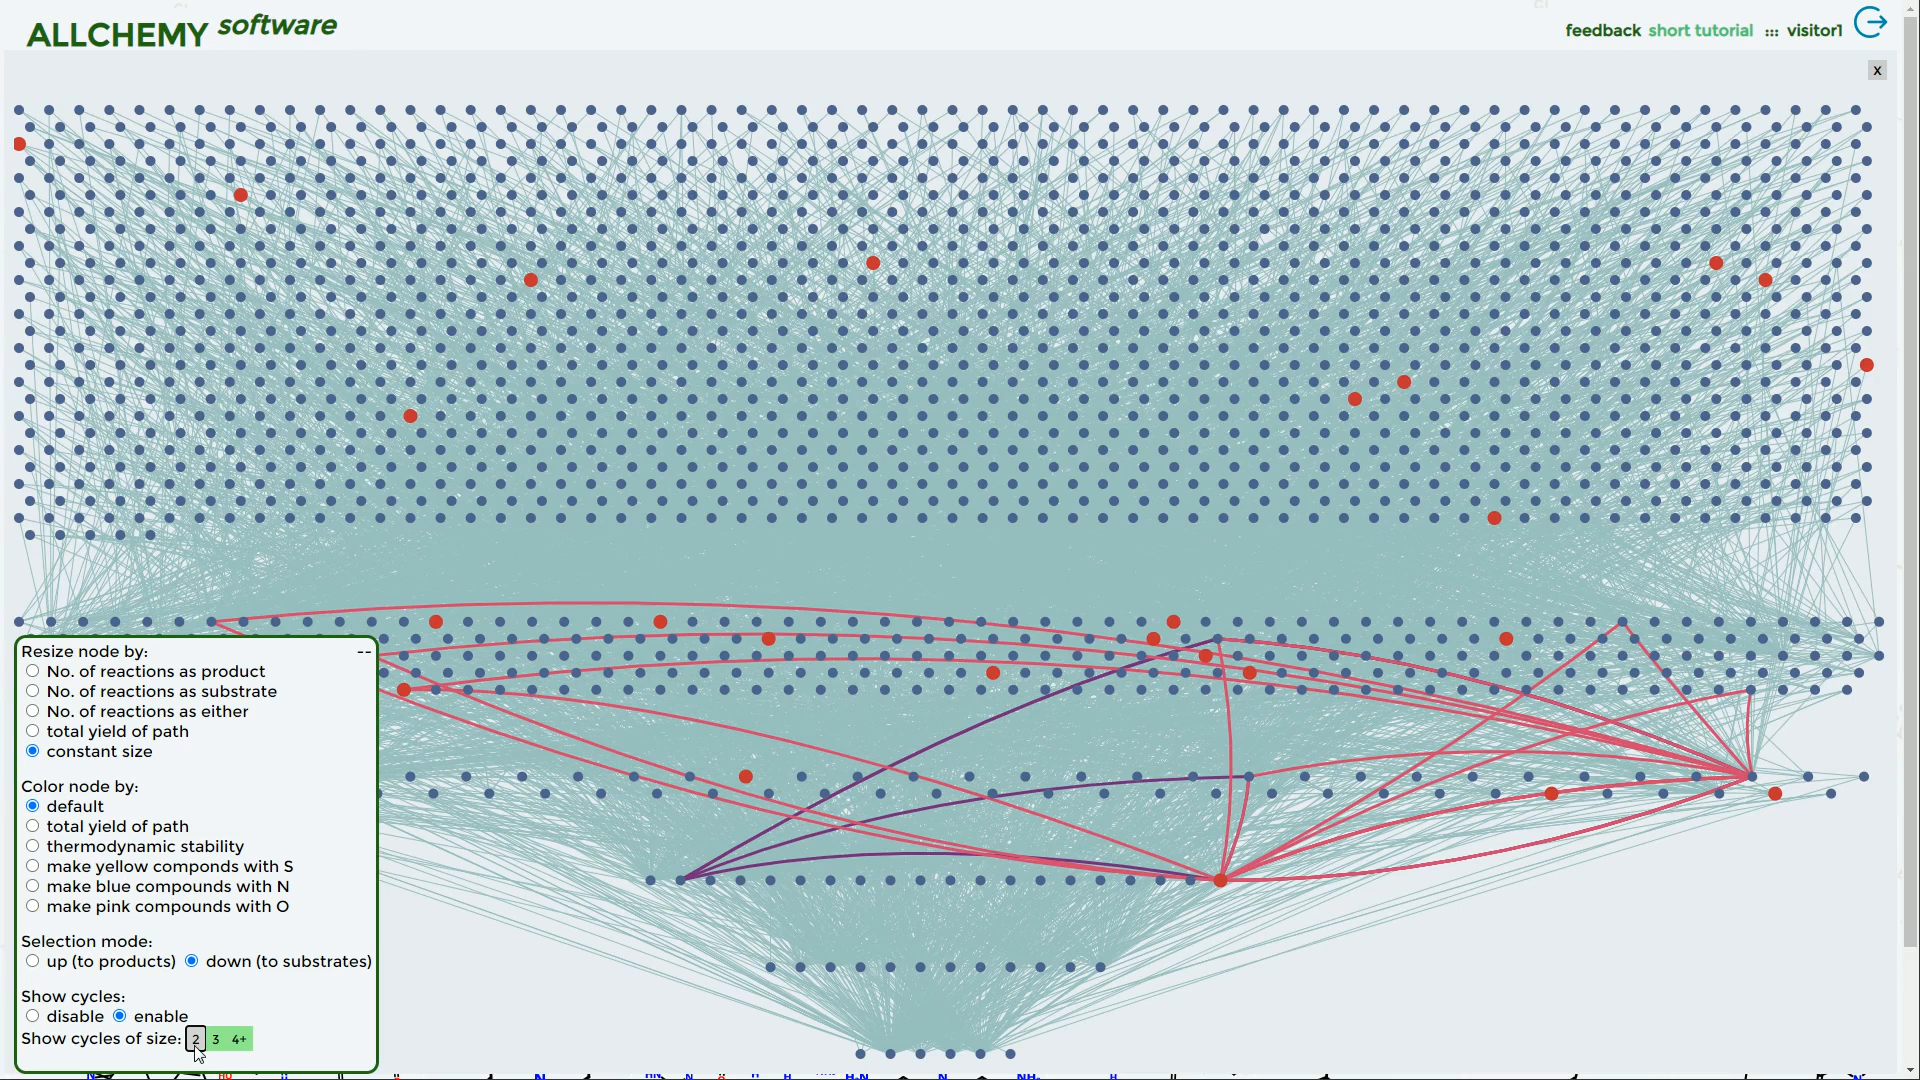 ALLCHEMY software
feedback short tutorial ::: visitor1
x
Resize node by: --
No. of reactions as product
No. of reactions as substrate
No. of reactions as either
total yield of path
constant size
Color node by:
default
total yield of path
thermodynamic stability
make yellow componds with S
make blue compounds with N
make pink compounds with O
Selection mode:
up (to products) down (to substrates)
Show cycles:
disable enable
Show cycles of size: 2 3 4+